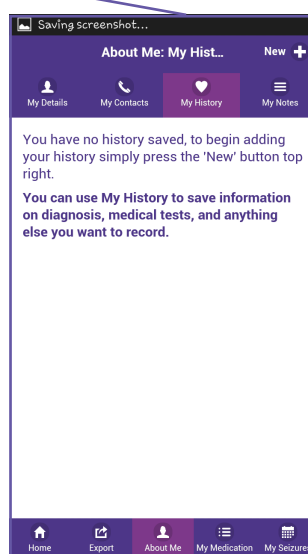 Saving screenshot...
About Me: My Hist...
New
My Details
My Contacts
My History
My Notes
You have no history saved, to begin adding
your history simply press the 'New' button top
right.
You can use My History to save information
on diagnosis, medical tests, and anything
else you want to record.
Home
Export
About Me
My Medication
My Seizure